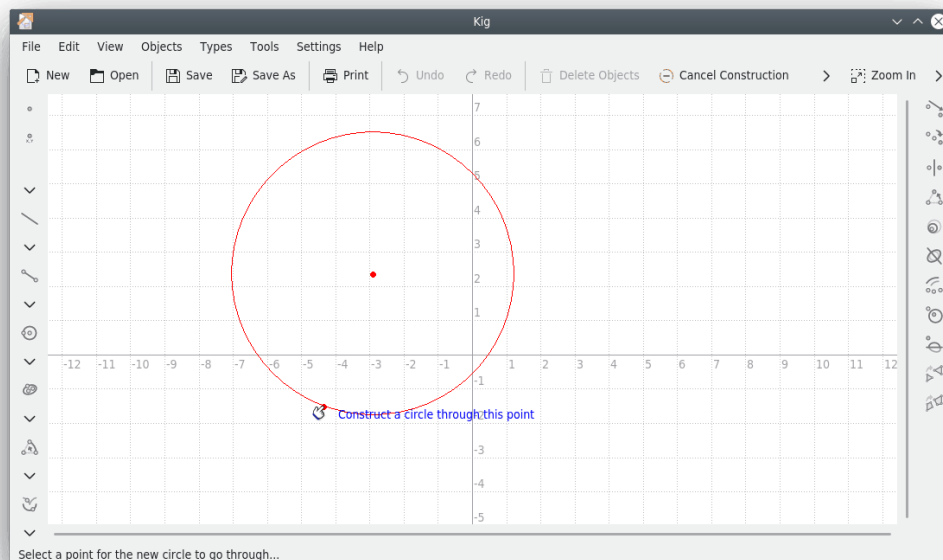 Kig
File Edit View Objects Types Tools Settings Help
New Open Save Save As Print Undo Redo Delete Objects Cancel Construction Zoom In
7
6
5
4
3
2
1
-12 -11 -10 -9 -8 -7 -6 -5 -4 -3 -2 -1 1 2 3 4 5 6 7 8 9 10 11 12
-1
Construct a circle through this point
-2
-3
-4
-5
Select a point for the new circle to go through...